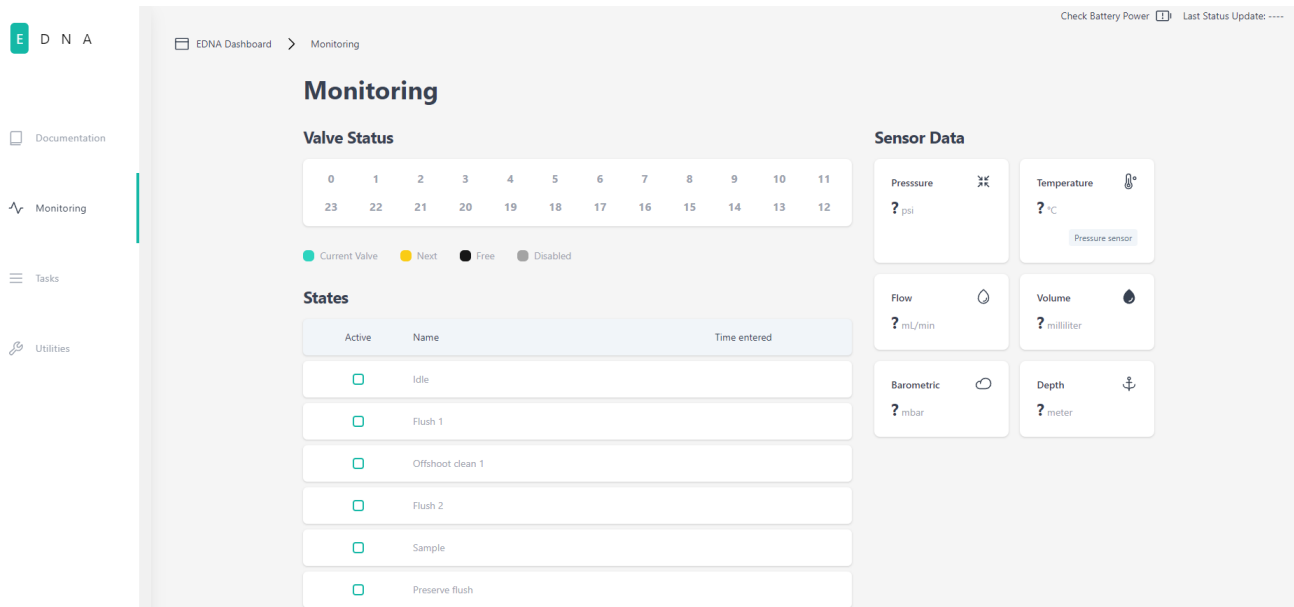 Check Battery Power Last Status Update: ----
E D N A
EDNA Dashboard > Monitoring
Documentation
Monitoring
Tasks
Utilities
Monitoring
Valve Status
0 1 2 3 4 5 6 7 8 9 10 11
23 22 21 20 19 18 17 16 15 14 13 12
Current Valve Next Free Disabled
States
Active Name Time entered
Idle
Flush 1
Offshoot clean 1
Flush 2
Sample
Preserve flush
Sensor Data
Presssure
? psi
Temperature
? °C
Pressure sensor
Flow
? mL/min
Volume
? milliliter
Barometric
? mbar
Depth
? meter